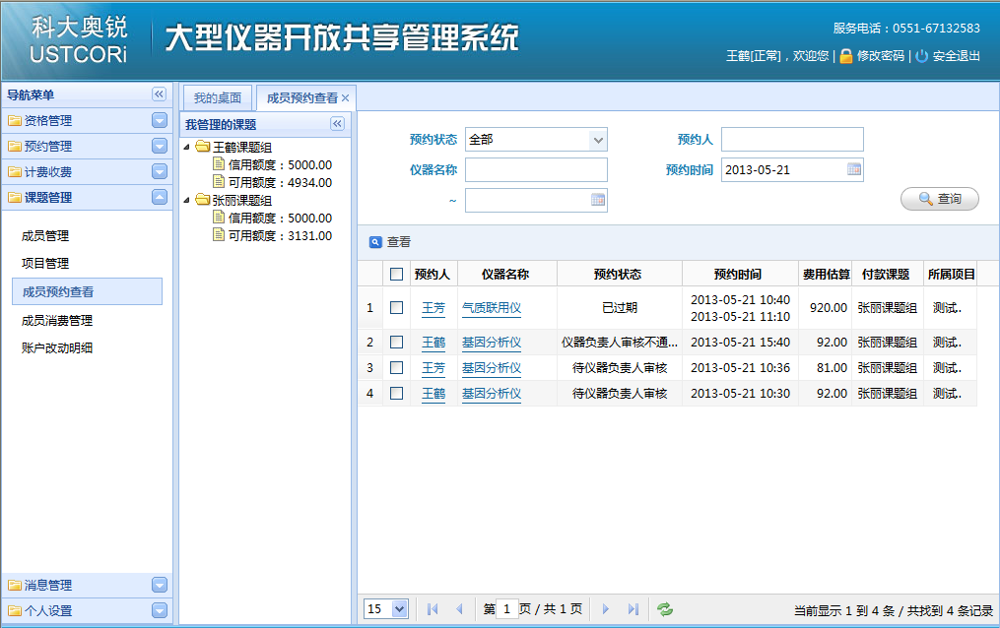 科大奥锐
USTCORi
大型仪器开放共享管理系统
服务电话：0551-67132583
王鹤[正常]，欢迎您 | 修改密码 | 安全退出
导航菜单
资格管理
预约管理
计费收费
课题管理
成员管理
项目管理
成员预约查看
成员消费管理
账户改动明细
消息管理
个人设置
我的桌面
成员预约查看
我管理的课题
王鹤课题组
信用额度：5000.00
可用额度：4934.00
张丽课题组
信用额度：5000.00
可用额度：3131.00
预约状态 全部 预约人
仪器名称 预约时间 2013-05-21
~ 查询
查看
预约人 仪器名称 预约状态 预约时间 费用估算 付款课题 所属项目
1 王芳 气质联用仪 已过期 2013-05-21 10:40 2013-05-21 11:10 920.00 张丽课题组 测试..
2 王鹤 基因分析仪 仪器负责人审核不通... 2013-05-21 15:40 92.00 张丽课题组 测试..
3 王芳 基因分析仪 待仪器负责人审核 2013-05-21 10:36 81.00 张丽课题组 测试..
4 王鹤 基因分析仪 待仪器负责人审核 2013-05-21 10:30 92.00 张丽课题组 测试..
15 第 1 页 / 共 1 页 当前显示 1 到 4 条 / 共找到 4 条记录